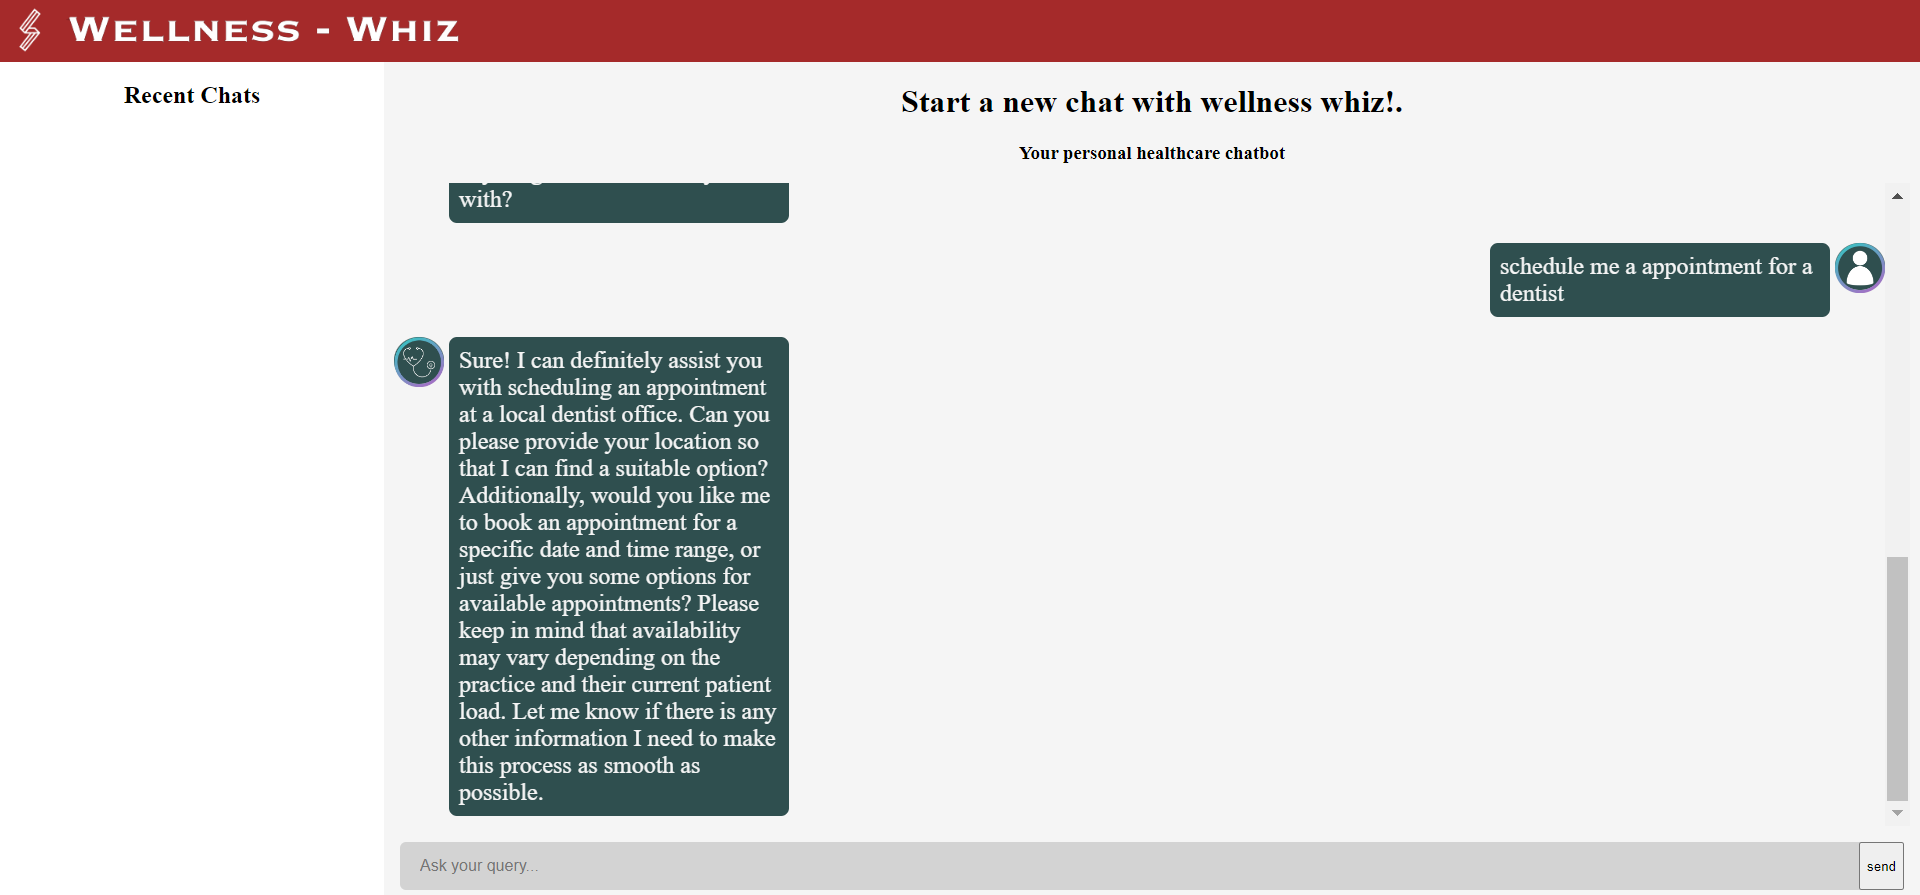 WELLNESS - WHIZ
Recent Chats
Start a new chat with wellness whiz!.
Your personal healthcare chatbot
with?
schedule me a appointment for a
dentist
Sure! I can definitely assist you
with scheduling an appointment
at a local dentist office. Can you
please provide your location so
that I can find a suitable option?
Additionally, would you like me
to book an appointment for a
specific date and time range, or
just give you some options for
available appointments? Please
keep in mind that availability
may vary depending on the
practice and their current patient
load. Let me know if there is any
other information I need to make
this process as smooth as
possible.
Ask your query...
send